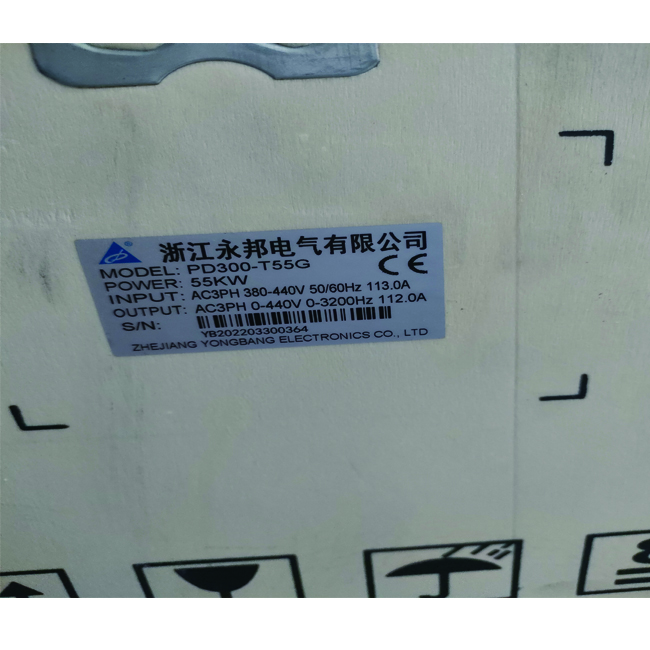 浙江永邦电气有限公司
MODEL: PD300-T55G
POWER: 55KW
INPUT: AC3PH 380-440V 50/60Hz 113.0A
OUTPUT: AC3PH 0-440V 0-3200Hz 112.0A
S/N:
YB202203300364
ZHEJIANG YONGBANG ELECTRONICS CO., LTD
CE